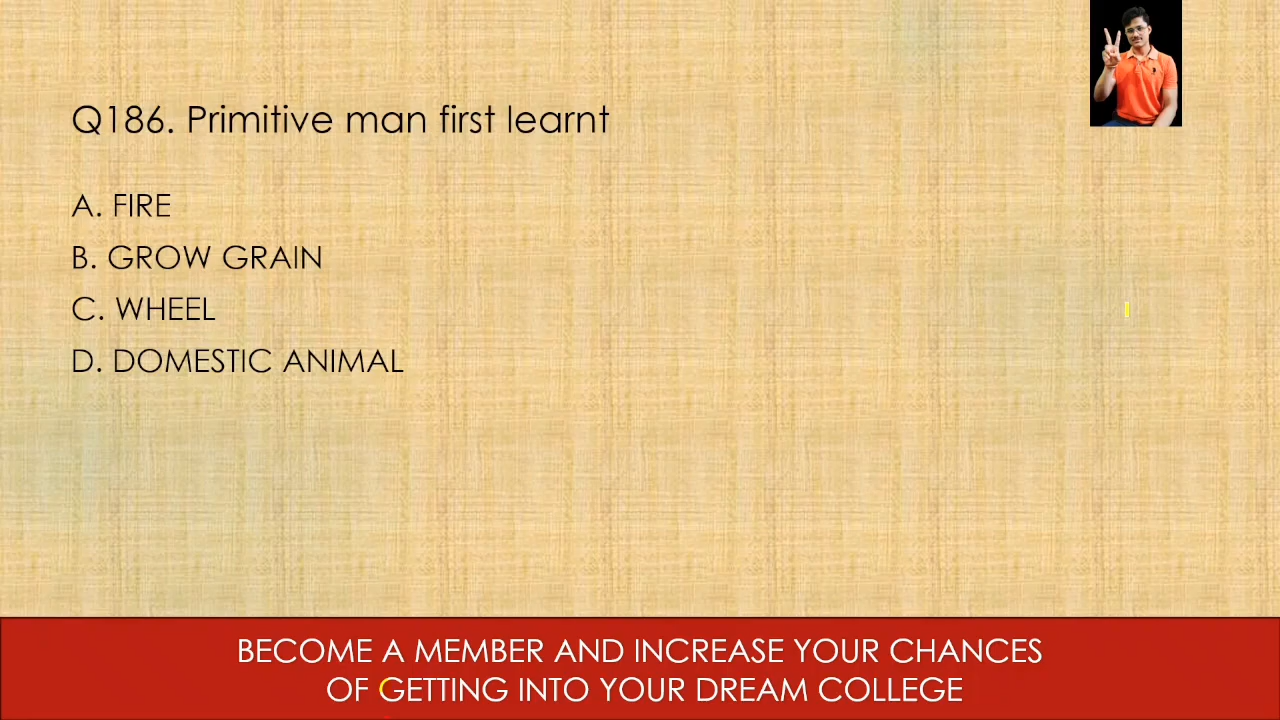 Q186. Primitive man first learnt
A. FIRE
B. GROW GRAIN
C. WHEEL
D. DOMESTIC ANIMAL
BECOME A MEMBER AND INCREASE YOUR CHANCES
OF GETTING INTO YOUR DREAM COLLEGE